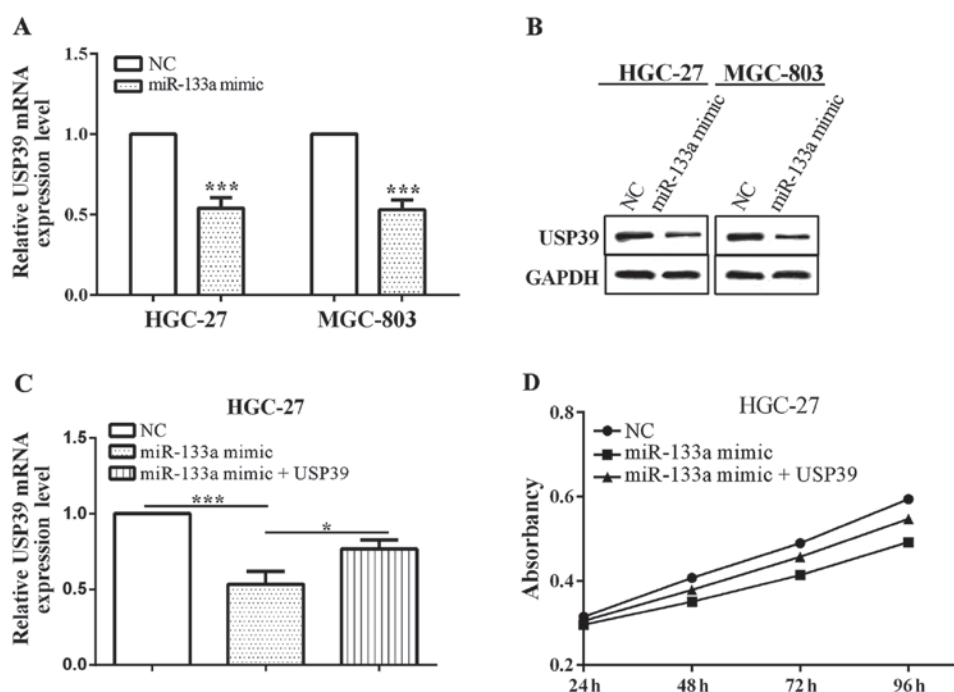 A
Relative USP39 mRNA
expression level
1.5
1.0
0.5
0.0
NC
miR-133a mimic
***
***
HGC-27
MGC-803
B
HGC-27
MGC-803
NC
miR-133a mimic
NC
miR-133a mimic
USP39
GAPDH
C
HGC-27
Relative USP39 mRNA
expression level
1.5
1.0
0.5
0.0
NC
miR-133a mimic
miR-133a mimic + USP39
***
*
D
HGC-27
Absorbancy
0.8
0.6
0.4
0.2
NC
miR-133a mimic
miR-133a mimic + USP39
24 h
48 h
72 h
96 h